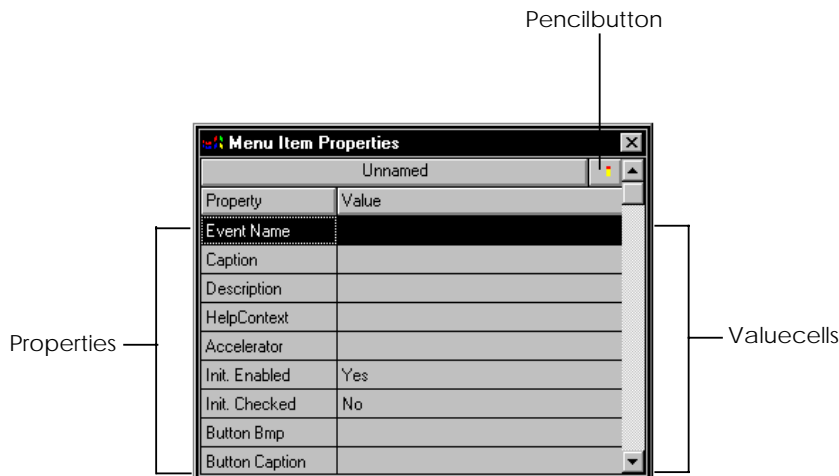 Pencilbutton
Menu Item Properties
Unnamed
Property Value
Event Name
Caption
Description
HelpContext
Accelerator
Properties
Valuecells
Init. Enabled Yes
Init. Checked No
Button Bmp
Button Caption